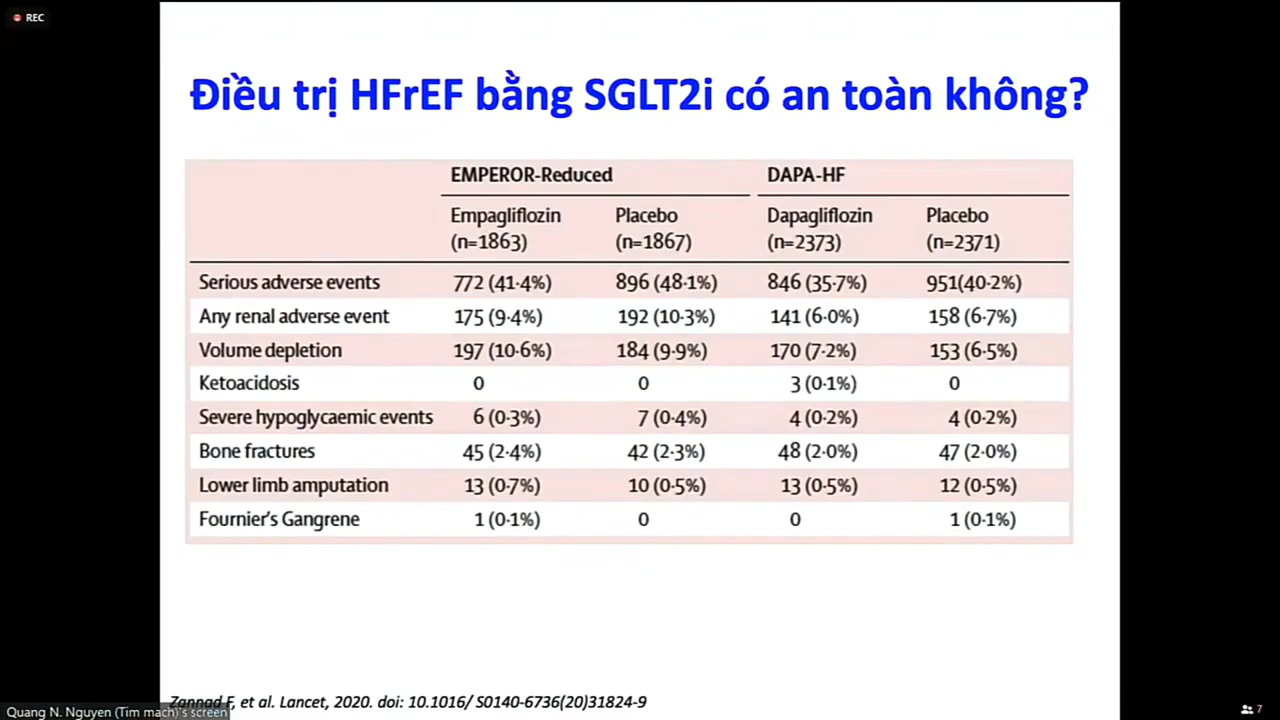 REC
Điều trị HFrEF bằng SGLT2i có an toàn không?
EMPEROR-Reduced DAPA-HF
Empagliflozin (n=1863) Placebo (n=1867) Dapagliflozin (n=2373) Placebo (n=2371)
Serious adverse events 772 (41·4%) 896 (48·1%) 846 (35·7%) 951(40·2%)
Any renal adverse event 175 (9·4%) 192 (10·3%) 141 (6·0%) 158 (6·7%)
Volume depletion 197 (10·6%) 184 (9·9%) 170 (7·2%) 153 (6·5%)
Ketoacidosis 0 0 3 (0·1%) 0
Severe hypoglycaemic events 6 (0·3%) 7 (0·4%) 4 (0·2%) 4 (0·2%)
Bone fractures 45 (2·4%) 42 (2·3%) 48 (2·0%) 47 (2·0%)
Lower limb amputation 13 (0·7%) 10 (0·5%) 13 (0·5%) 12 (0·5%)
Fournier's Gangrene 1 (0·1%) 0 0 1 (0·1%)
Zannad F, et al. Lancet, 2020. doi: 10.1016/ S0140-6736(20)31824-9
Quang N. Nguyen (Tim mach)'s screen
7